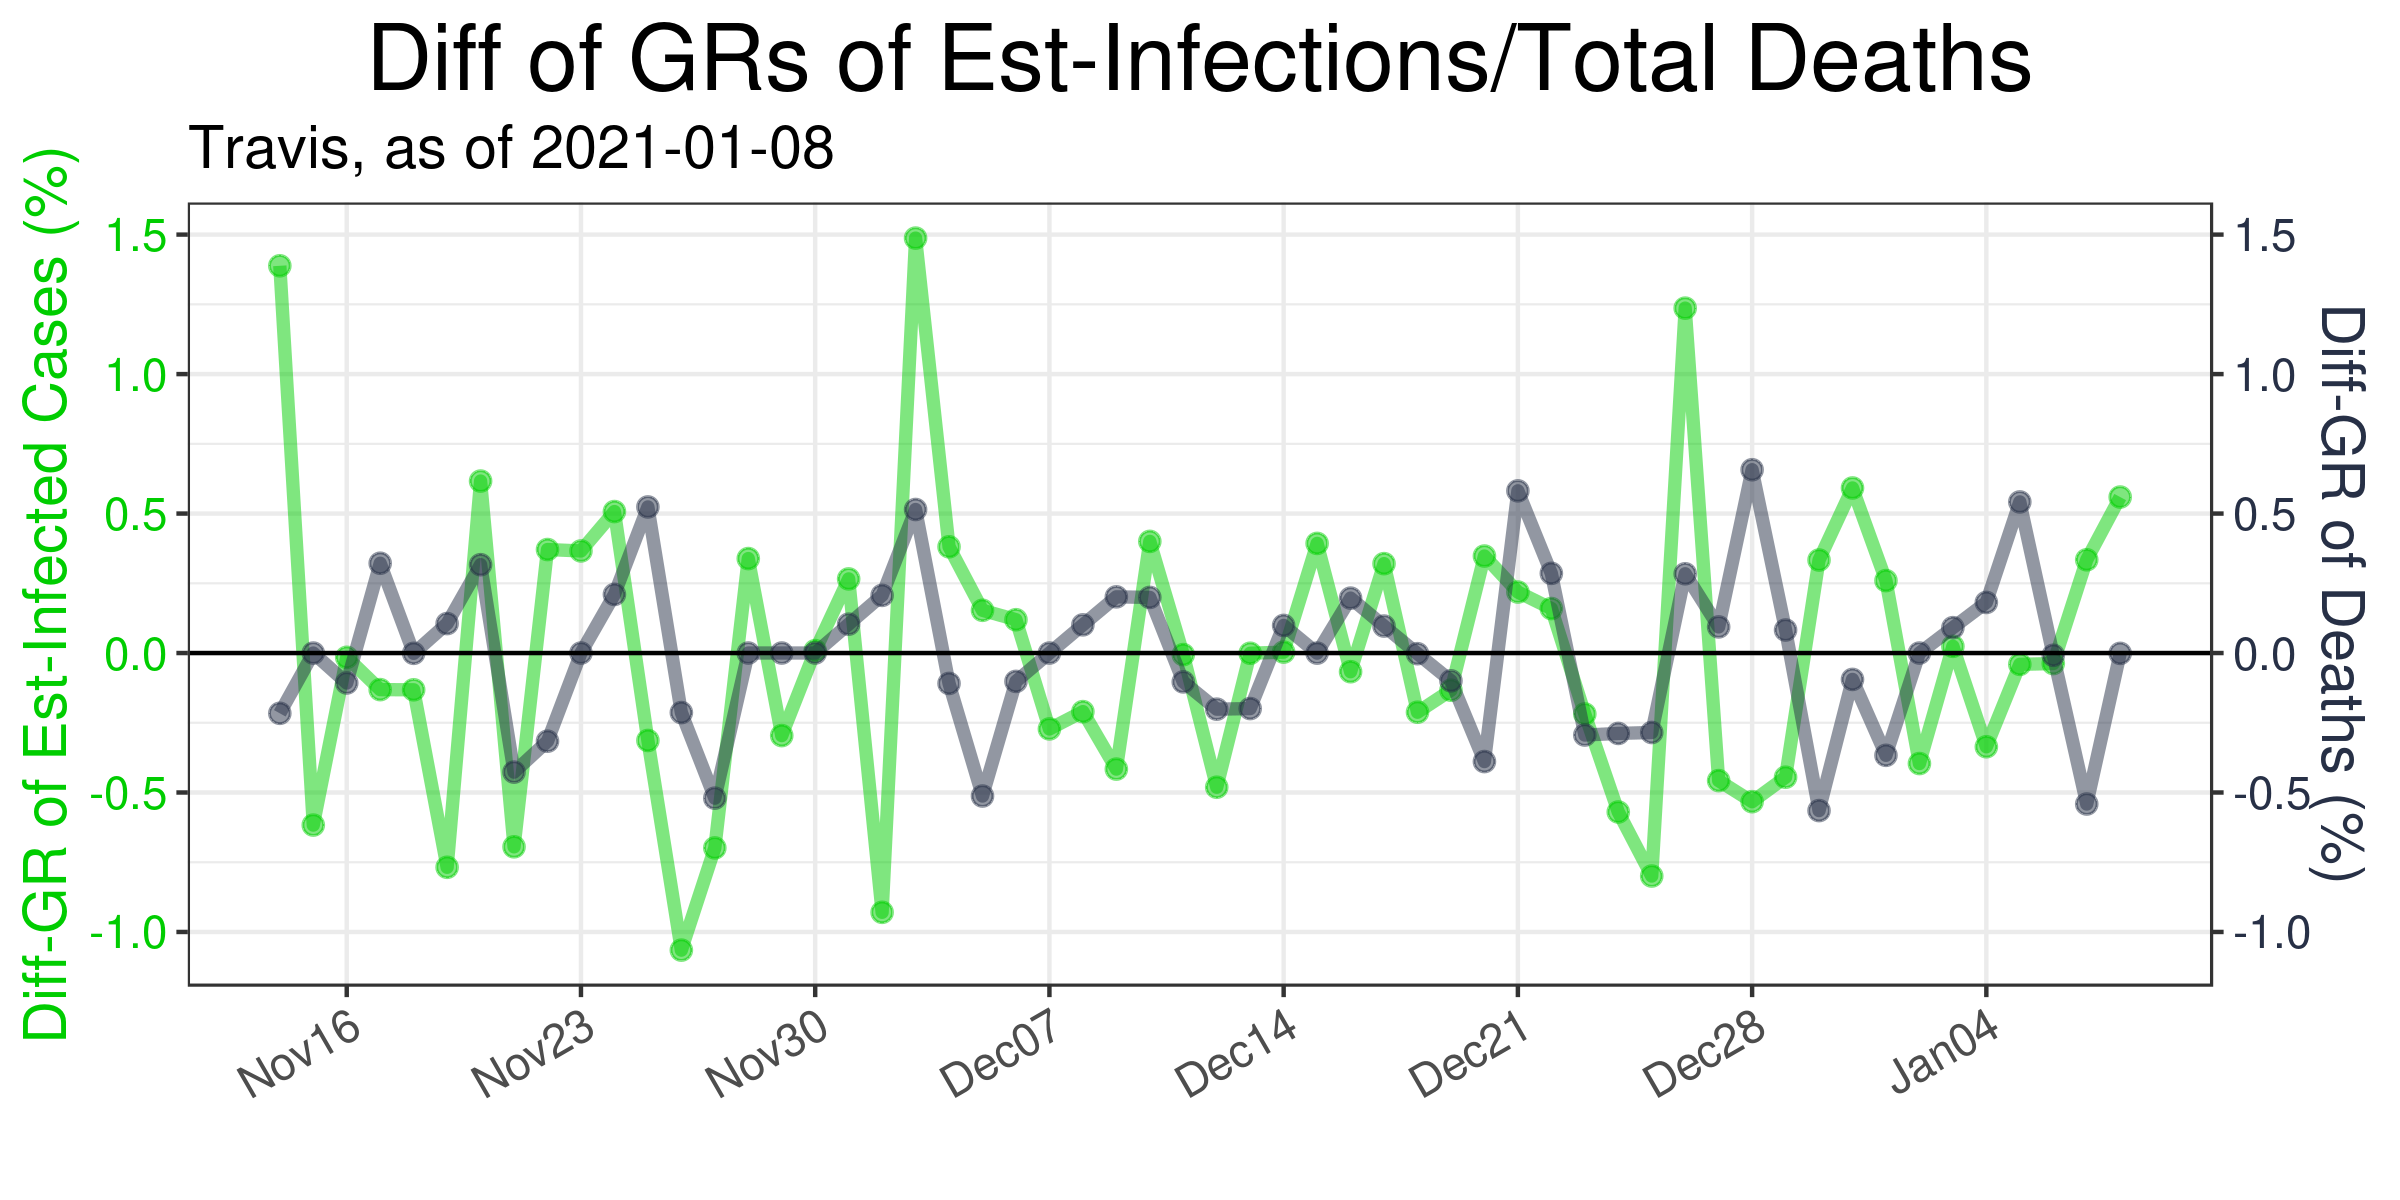 Diff of GRs of Est-Infections/Total Deaths
Travis, as of 2021-01-08
Diff-GR of Est-Infected Cases (%)
1.5
1.0
0.5
0.0
-0.5
-1.0
1.5
1.0
0.5
0.0
-0.5
-1.0
Diff-GR of Deaths (%)
Nov16
Nov23
Nov30
Dec07
Dec14
Dec21
Dec28
Jan04